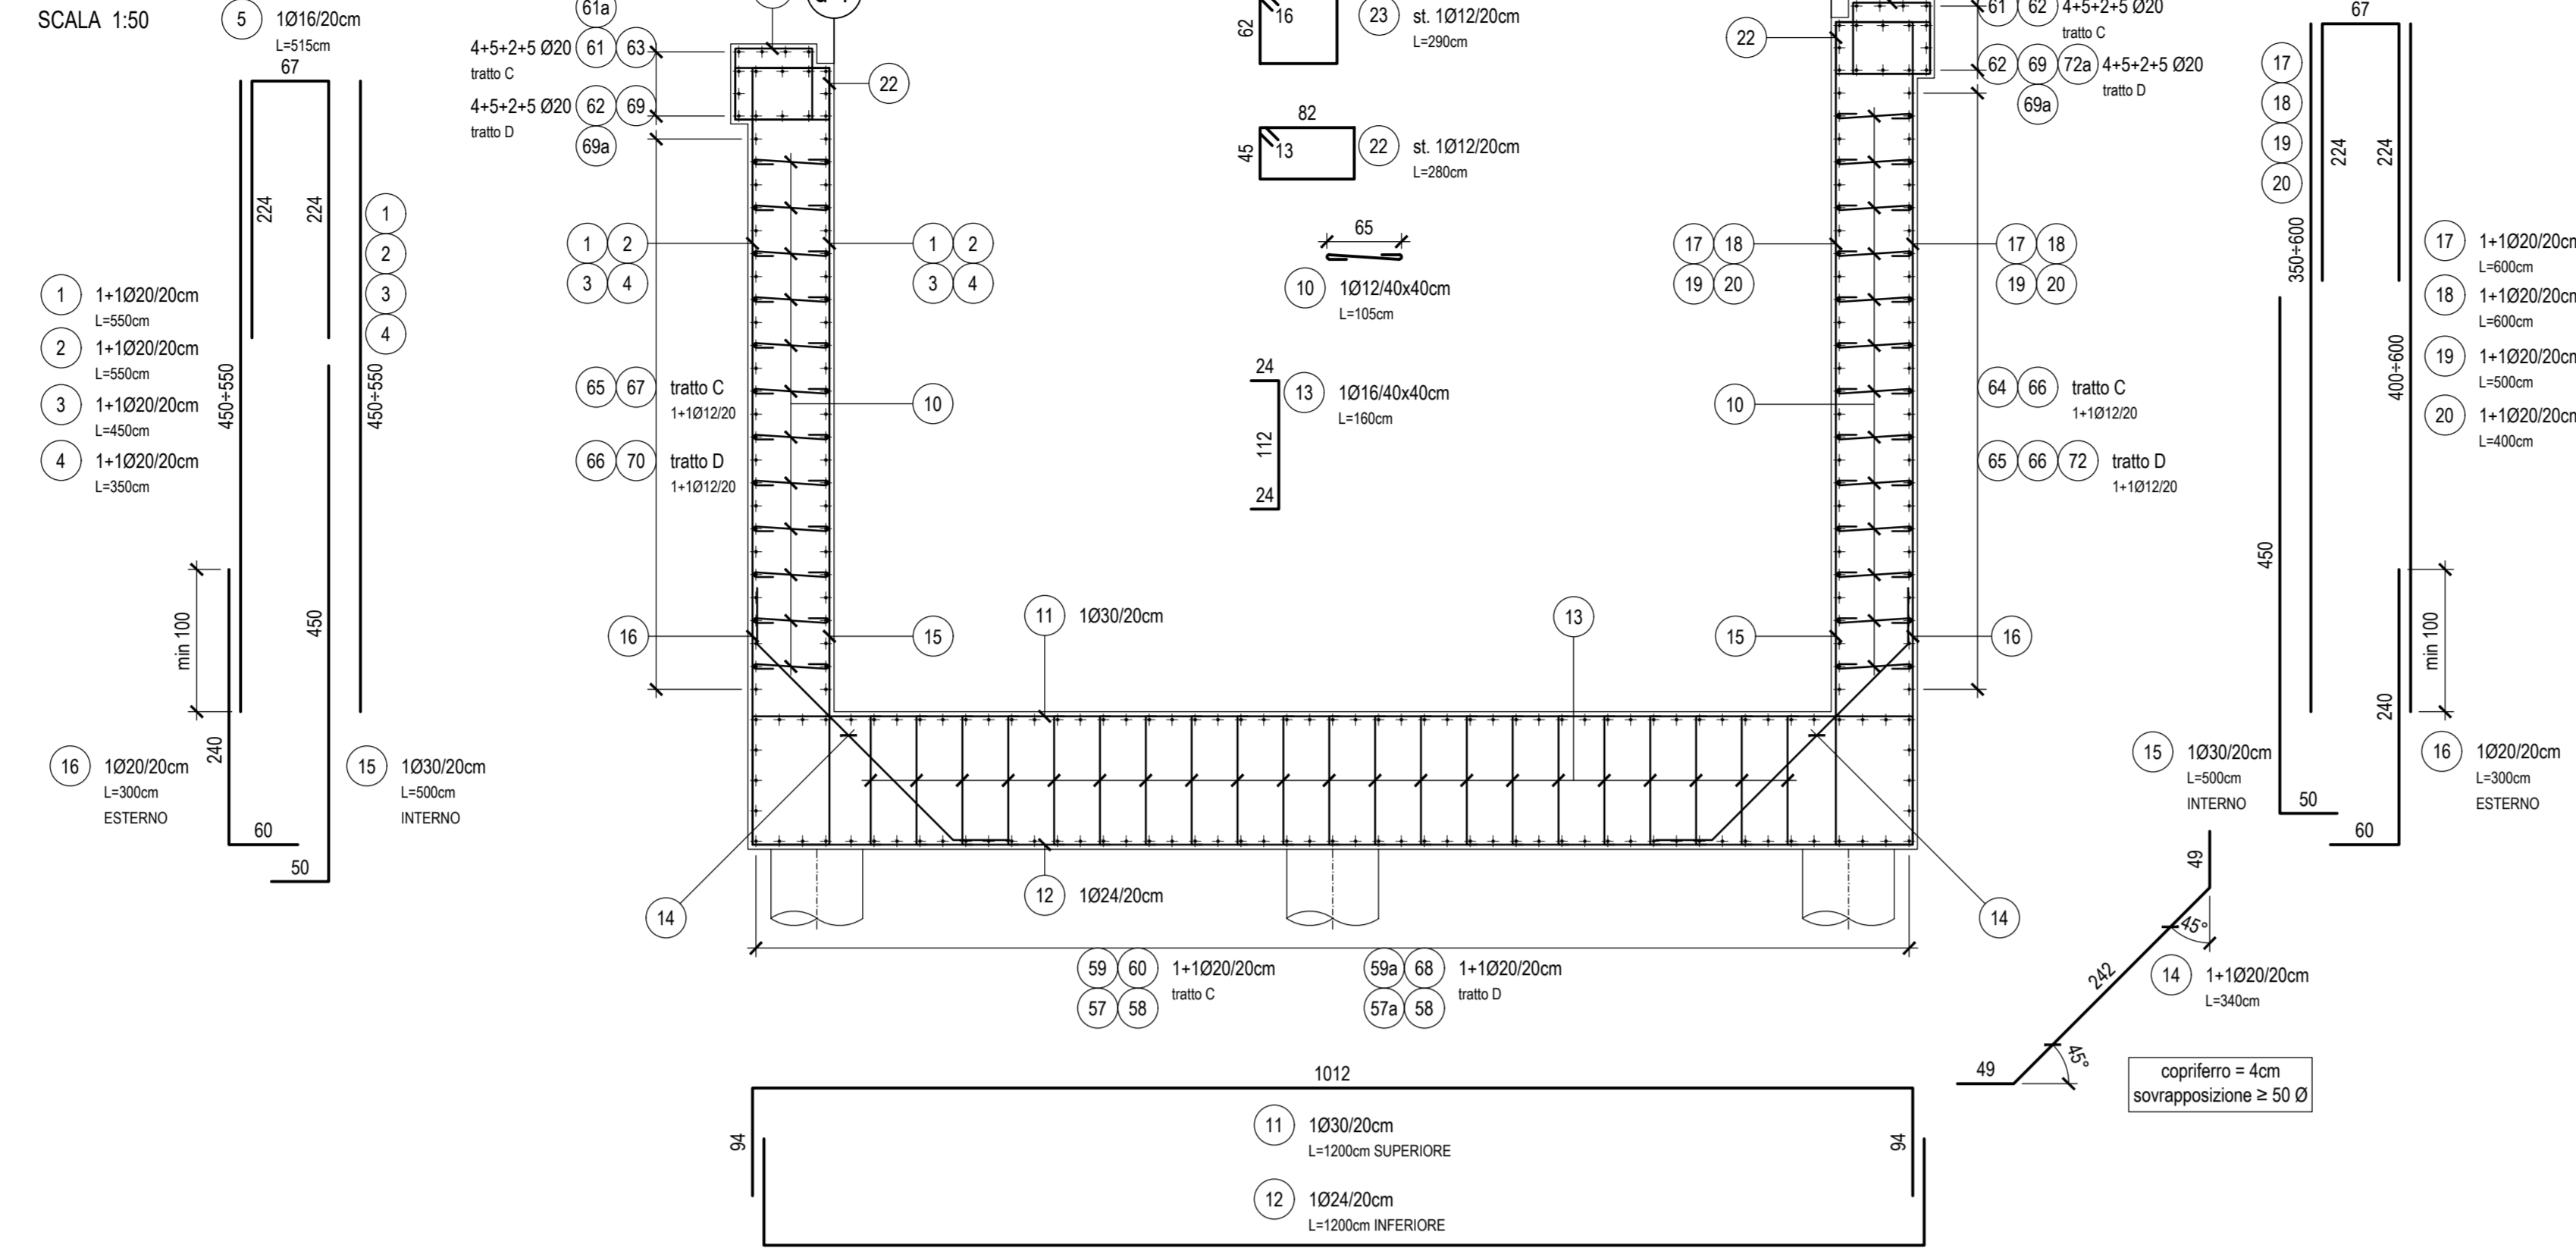 SCALA 1:50
5 1Ø16/20cm
L=515cm
67
224
224
1
2
3
4
1 1+1Ø20/20cm
L=550cm
2 1+1Ø20/20cm
L=550cm
3 1+1Ø20/20cm
L=450cm
4 1+1Ø20/20cm
L=350cm
450÷550
450÷550
450
min 100
240
16 1Ø20/20cm
L=300cm
ESTERNO
15 1Ø30/20cm
L=500cm
INTERNO
60
50
61a
4+5+2+5 Ø20 61 63
tratto C
4+5+2+5 Ø20 62 69
tratto D
69a
22
1 2
3 4
1 2
3 4
65 67 tratto C
1+1Ø12/20
66 70 tratto D
1+1Ø12/20
10
16
15
11 1Ø30/20cm
13
14
12 1Ø24/20cm
62
16
23 st. 1Ø12/20cm
L=290cm
82
45
13
22 st. 1Ø12/20cm
L=280cm
65
10 1Ø12/40x40cm
L=105cm
24
112
24
13 1Ø16/40x40cm
L=160cm
22
61 62 4+5+2+5 Ø20
tratto C
62 69 72a 4+5+2+5 Ø20
tratto D
69a
17 18
19 20
17 18
19 20
10
64 66 tratto C
1+1Ø12/20
65 66 72 tratto D
1+1Ø12/20
15
16
14
59 60 1+1Ø20/20cm
57 58 tratto C
59a 68 1+1Ø20/20cm
57a 58 tratto D
67
17
18
19
20
224
224
350÷600
400÷600
17 1+1Ø20/20cm
L=600cm
18 1+1Ø20/20cm
L=600cm
19 1+1Ø20/20cm
L=500cm
20 1+1Ø20/20cm
L=400cm
450
min 100
240
15 1Ø30/20cm
L=500cm
INTERNO
16 1Ø20/20cm
L=300cm
ESTERNO
50
60
49
45°
242
14 1+1Ø20/20cm
L=340cm
45°
49
copriferro = 4cm
sovrapposizione ≥ 50 Ø
1012
94
94
11 1Ø30/20cm
L=1200cm SUPERIORE
12 1Ø24/20cm
L=1200cm INFERIORE